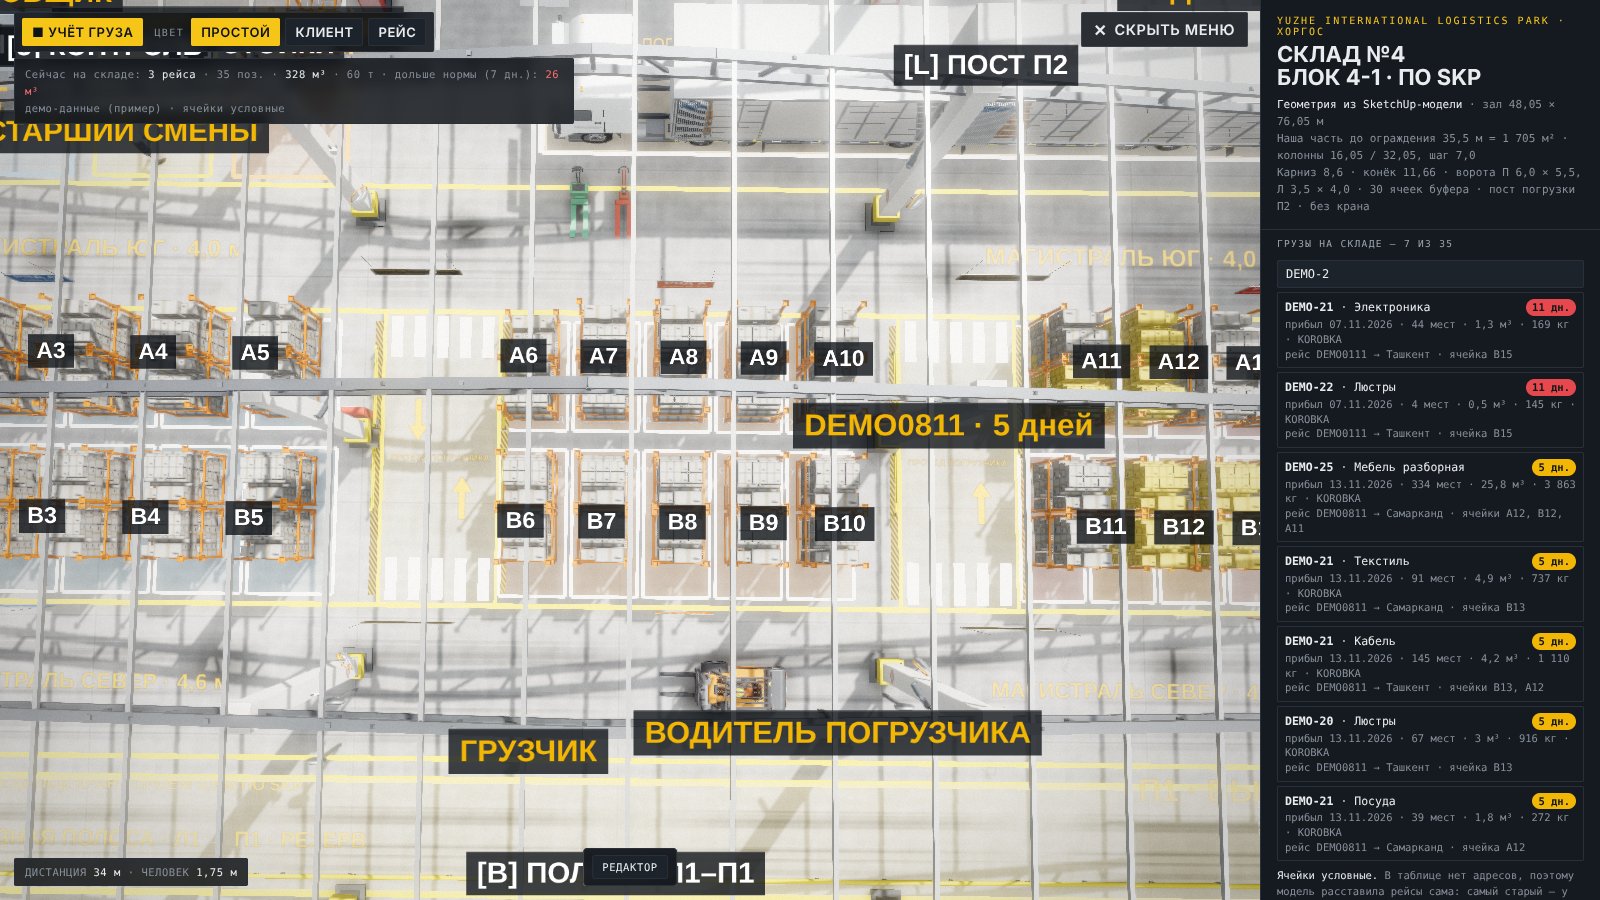 УЧЁТ ГРУЗА ЦВЕТ ПРОСТОЙ КЛИЕНТ РЕЙС
Сейчас на складе: 3 рейса · 35 поз. · 328 м³ · 60 т · дольше нормы (7 дн.): 26
м³
демо-данные (пример) · ячейки условные
СТАРШИЙ СМЕНЫ
✕ СКРЫТЬ МЕНЮ
[L] ПОСТ П2
МАГИСТРАЛЬ ЮГ · 4,0
A3
A4
A5
A6
A7
A8
A9
A10
A11
A12
DEMO0811 · 5 дней
B3
B4
B5
B6
B7
B8
B9
B10
B11
B12
ВОДИТЕЛЬ ПОГРУЗЧИКА
ГРУЗЧИК
РЕДАКТОР
ДИСТАНЦИЯ 34 м · ЧЕЛОВЕК 1,75 м
YUZHE INTERNATIONAL LOGISTICS PARK ·
ХОРГОС
СКЛАД №4
БЛОК 4-1 · ПО SKP
Геометрия из SketchUp-модели · зал 48,05 ×
76,05 м
Наша часть до ограждения 35,5 м = 1 705 м² ·
колонны 16,05 / 32,05, шаг 7,0
Карниз 8,6 · конёк 11,66 · ворота П 6,0 × 5,5,
Л 3,5 × 4,0 · 30 ячеек буфера · пост погрузки
П2 · без крана
ГРУЗЫ НА СКЛАДЕ — 7 ИЗ 35
DEMO-2
DEMO-21 · Электроника 11 дн.
прибыл 07.11.2026 · 44 мест · 1,3 м³ · 169 кг
· KOROBKA
рейс DEMO0111 → Ташкент · ячейка B15
DEMO-22 · Люстры 11 дн.
прибыл 07.11.2026 · 4 мест · 0,5 м³ · 145 кг ·
KOROBKA
рейс DEMO0111 → Ташкент · ячейка B15
DEMO-25 · Мебель разборная 5 дн.
прибыл 13.11.2026 · 334 мест · 25,8 м³ · 3 863
кг · KOROBKA
рейс DEMO0811 → Самарканд · ячейки A12, B12,
A11
DEMO-21 · Текстиль 5 дн.
прибыл 13.11.2026 · 91 мест · 4,9 м³ · 737 кг
· KOROBKA
рейс DEMO0811 → Самарканд · ячейка B13
DEMO-21 · Кабель 5 дн.
прибыл 13.11.2026 · 145 мест · 4,2 м³ · 1 110
кг · KOROBKA
рейс DEMO0811 → Ташкент · ячейки B13, A12
DEMO-20 · Люстры 5 дн.
прибыл 13.11.2026 · 67 мест · 3 м³ · 916 кг ·
KOROBKA
рейс DEMO0811 → Ташкент · ячейка B13
DEMO-21 · Посуда 5 дн.
прибыл 13.11.2026 · 39 мест · 1,8 м³ · 272 кг
· KOROBKA
рейс DEMO0811 → Самарканд · ячейка A12
Ячейки условные. В таблице нет адресов, поэтому
модель расставила рейсы сама: самый старый — у